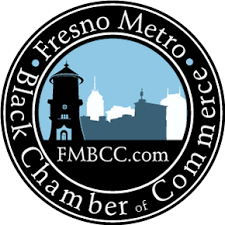 • Fresno Metro •
Black Chamber of Commerce
FMBCC.com